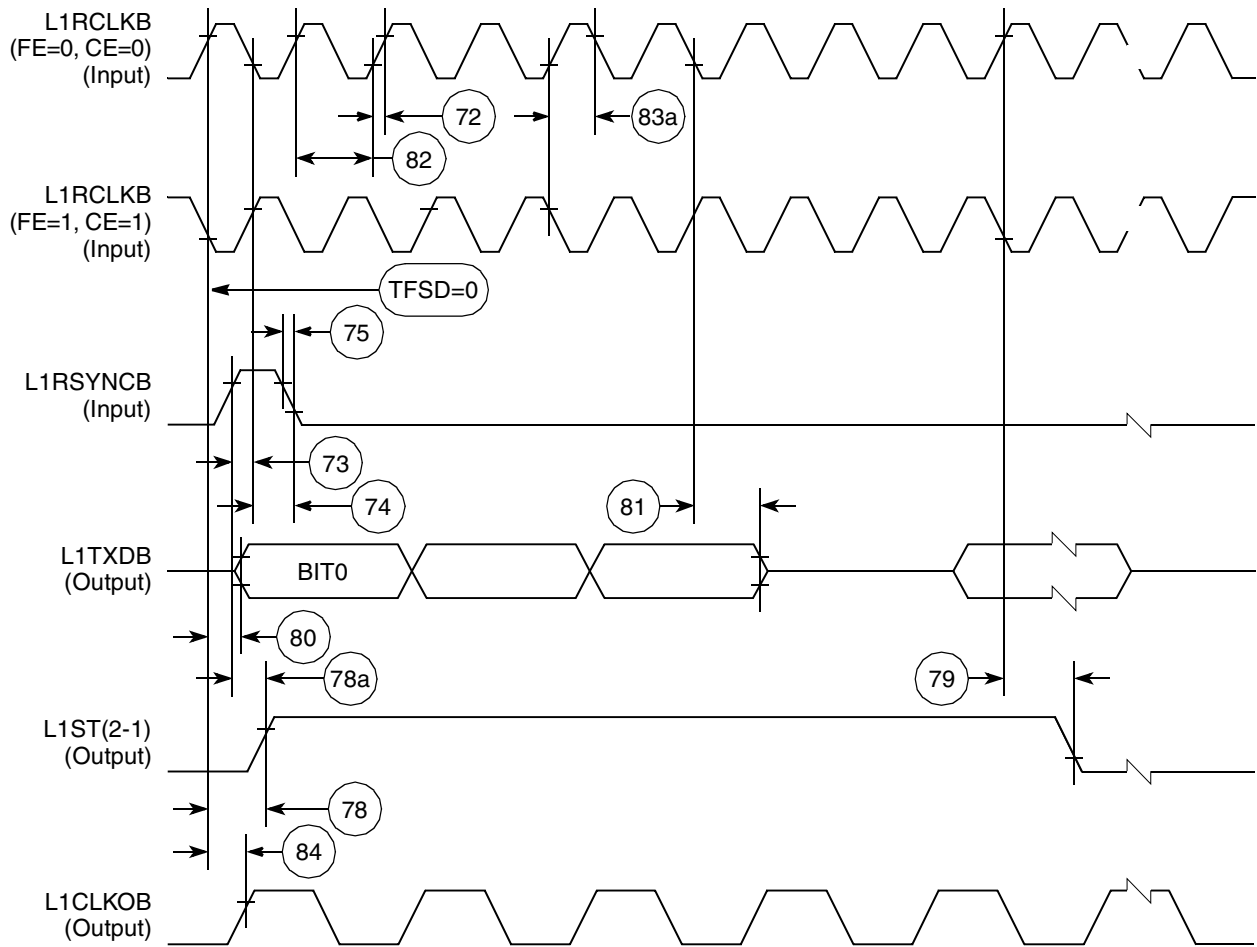 L1RCLKB
(FE=0, CE=0)
(Input)
72
83a
82
L1RCLKB
(FE=1, CE=1)
(Input)
TFSD=0
75
L1RSYNCB
(Input)
73
74
81
L1TXDB
(Output)
BIT0
80
78a
79
L1ST(2-1)
(Output)
78
84
L1CLKOB
(Output)